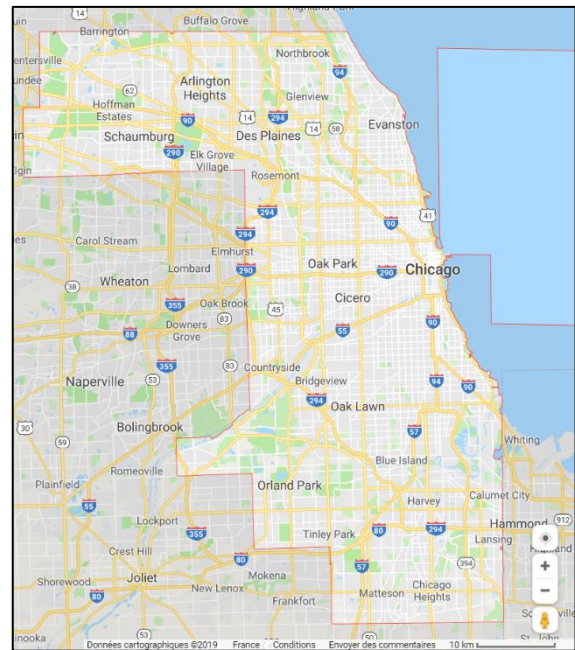 14
Buffalo Grove
Barrington
Northbrook
94
Arlington
Heights
62
Hoffman
Estates
90
14
294
Glenview
14
58
Evanston
Schaumburg
Des Plaines
290
Elk Grove
Village
Rosemont
294
41
90
294
Carol Stream
Elmhurst
Lombard
290
Oak Park
290
Chicago
38
Wheaton
355
Oak Brook
45
Cicero
83
Downers
Grove
88
55
90
355
83
Countryside
Naperville
53
Bridgeview
94
90
294
Oak Lawn
30
Bolingbrook
57
59
Whiting
Romeoville
Blue Island
Plainfield
Orland Park
Harvey
Calumet City
55
Lockport
355
Tinley Park
80
294
Hammond
912
Lansing
Crest Hill
80
Mokena
57
394
Shorewood
Joliet
New Lenox
Chicago
Heights
80
Frankfort
Matteson
53
50
Données cartographiques ©2019 France Conditions Envoyer des commentaires 10 km